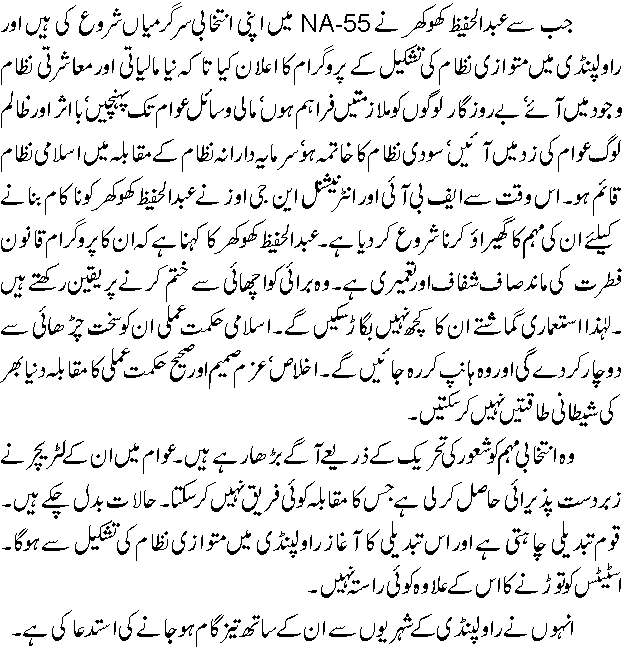 جب سے عبدالحفیظ کھوکھر نے NA-55 میں اپنی انتخابی سرگرمیاں شروع کی ہیں اور
راولپنڈی میں متوازی نظام کی تشکیل کے پروگرام کا اعلان کیا تاکہ نیا مالیاتی اور معاشرتی نظام
وجود میں آئے‘ بے روزگار لوگوں کو ملازمتیں فراہم ہوں‘ مالی وسائل عوام تک پہنچیں‘ بااثر اور ظالم
لوگ عوام کی زد میں آئیں‘ سودی نظام کا خاتمہ ہو‘ سرمایہ دارانہ نظام کے مقابلہ میں اسلامی نظام
قائم ہو۔ اس وقت سے ایف بی آئی اور انٹرنیشنل این جی اوز نے عبدالحفیظ کھوکھر کو ناکام بنانے
کیلئے ان کی مہم کا گھیراؤ کرنا شروع کر دیا ہے۔ عبدالحفیظ کھوکھر کا کہنا ہے کہ ان کا پروگرام قانون
فطرت کی مانند صاف شفاف اور تعمیری ہے۔ وہ برائی کو اچھائی سے ختم کرنے پر یقین رکھتے ہیں
۔لہٰذا استعماری گماشتے ان کا کچھ نہیں بگاڑ سکیں گے۔ اسلامی حکمت عملی ان کو سخت چڑھائی سے
دوچار کر دے گی اور وہ ہانپ کر رہ جائیں گے۔ اخلاص‘ عزم صمیم اور صحیح حکمت عملی کا مقابلہ دنیا بھر
کی شیطانی طاقتیں نہیں کر سکتیں۔
وہ انتخابی مہم کو شعور کی تحریک کے ذریعے آگے بڑھا رہے ہیں۔ عوام میں ان کے لٹریچر نے
زبردست پذیرائی حاصل کر لی ہے جس کا مقابلہ کوئی فریق نہیں کر سکتا۔ حالات بدل چکے ہیں۔
قوم تبدیلی چاہتی ہے اور اس تبدیلی کا آغاز راولپنڈی میں متوازی نظام کی تشکیل سے ہوگا۔
اسٹیٹس کو توڑنے کا اس کے علاوہ کوئی راستہ نہیں۔
انہوں نے راولپنڈی کے شہریوں سے ان کے ساتھ تیز گام ہو جانے کی استدعا کی ہے۔